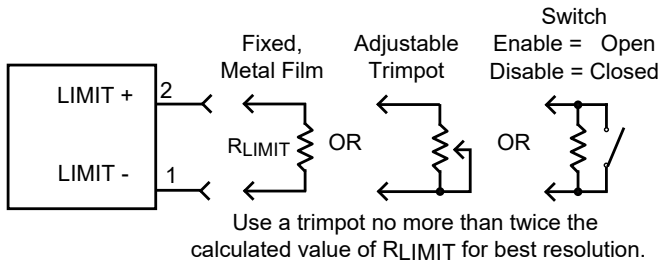 Switch
Fixed, Adjustable Enable = Open
Metal Film Trimpot Disable = Closed
LIMIT + 2
RLIMIT OR OR
LIMIT - 1
Use a trimpot no more than twice the
calculated value of RLIMIT for best resolution.